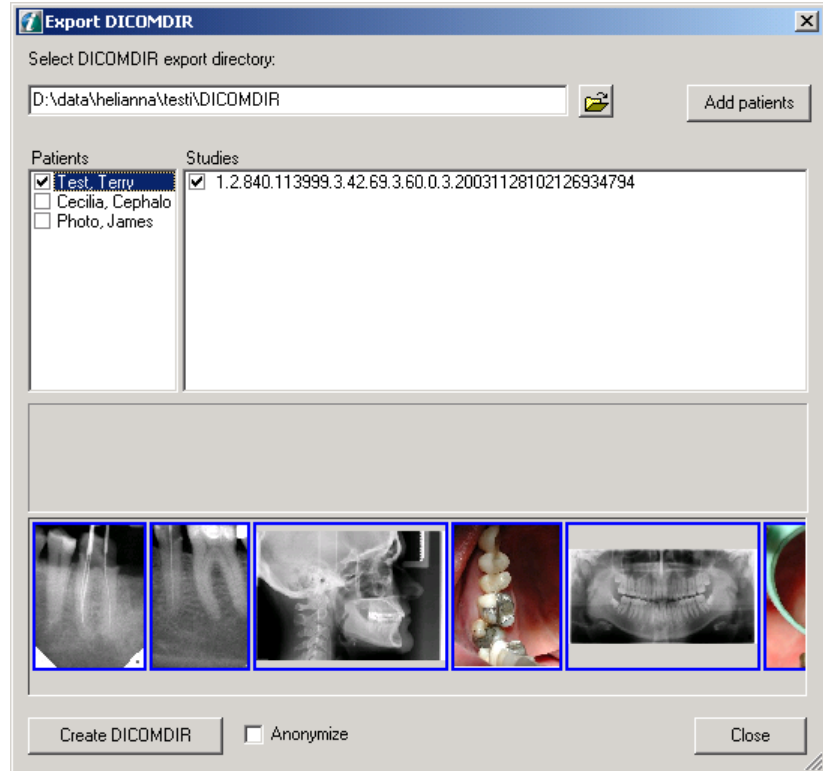 Export DICOMDIR
Select DICOMDIR export directory:
D:\data\helianna\testi\DICOMDIR
Add patients
Patients
Studies
Test, Terry
1.2.840.113999.3.42.69.3.60.0.3.20031128102126934794
Cecilia, Cephalo
Photo, James
Create DICOMDIR
Anonymize
Close